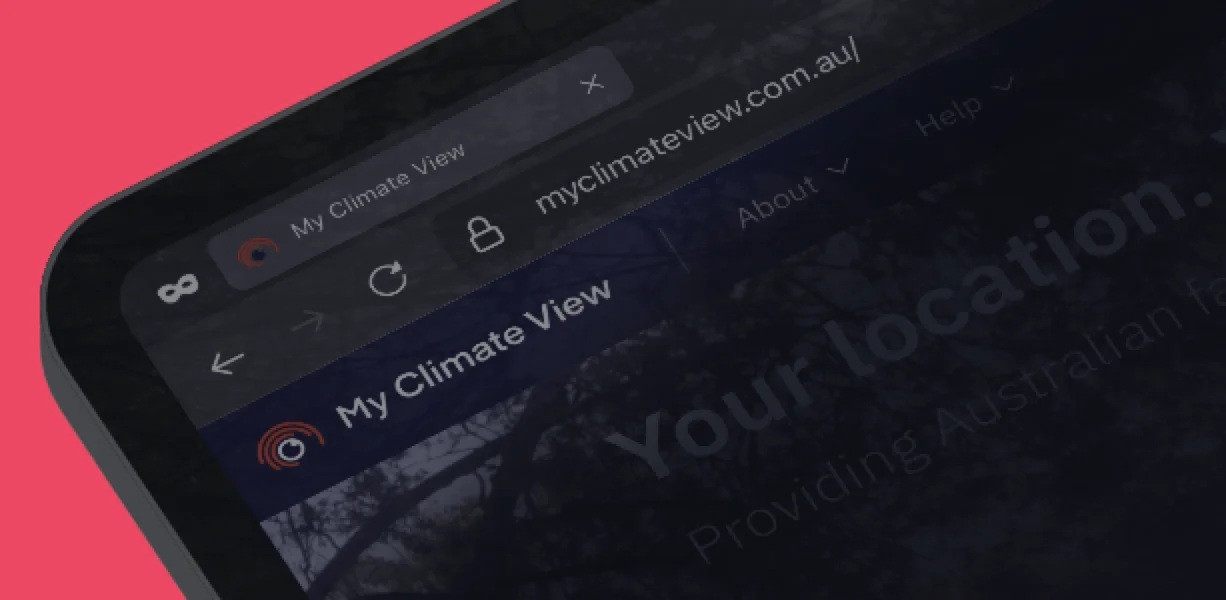 My Climate View
myclimateview.com.au/
My Climate View
About
Help
Your location.
Providing Australian